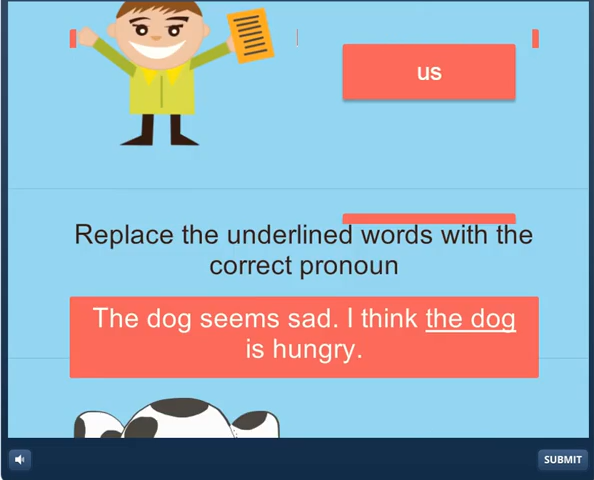 us
Replace the underlined words with the
correct pronoun
The dog seems sad. I think the dog
is hungry.
SUBMIT